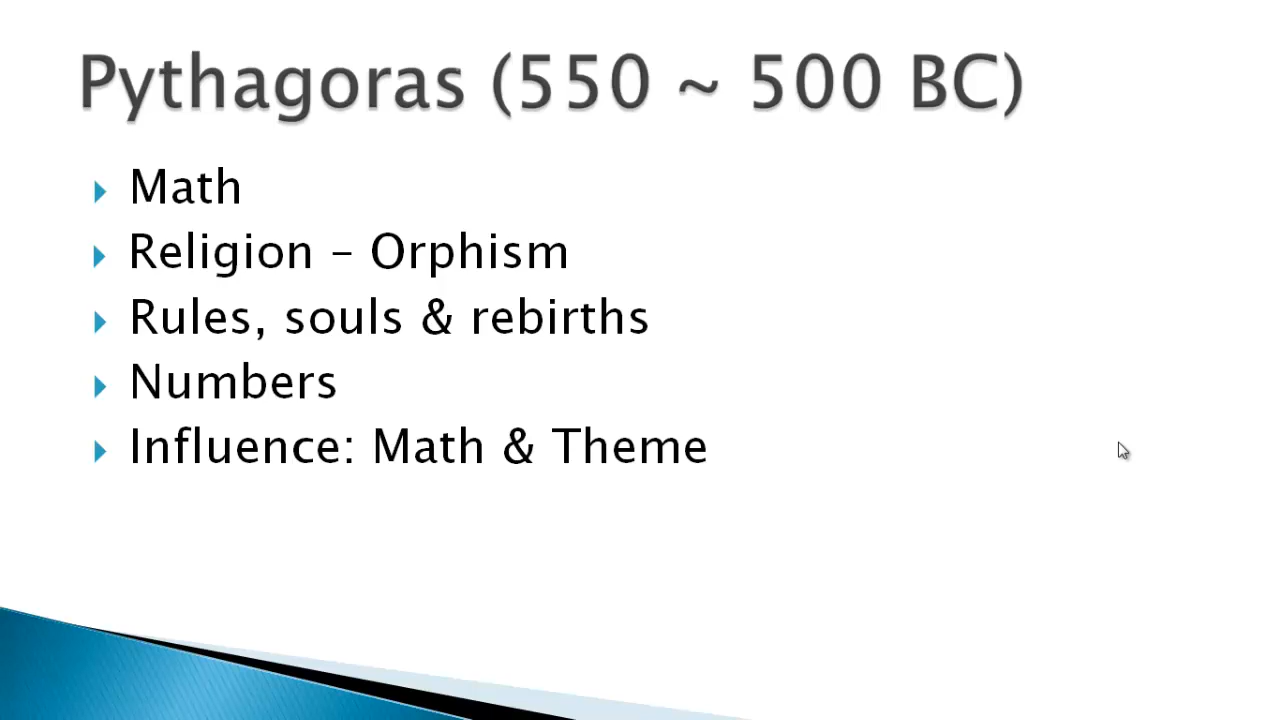 Pythagoras (550 ~ 500 BC)
Math
Religion – Orphism
Rules, souls & rebirths
Numbers
Influence: Math & Theme